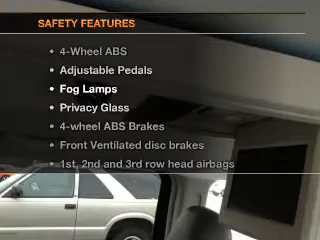 SAFETY FEATURES
• 4-Wheel ABS
• Adjustable Pedals
• Fog Lamps
• Privacy Glass
• 4-wheel ABS Brakes
• Front Ventilated disc brakes
• 1st, 2nd and 3rd row head airbags